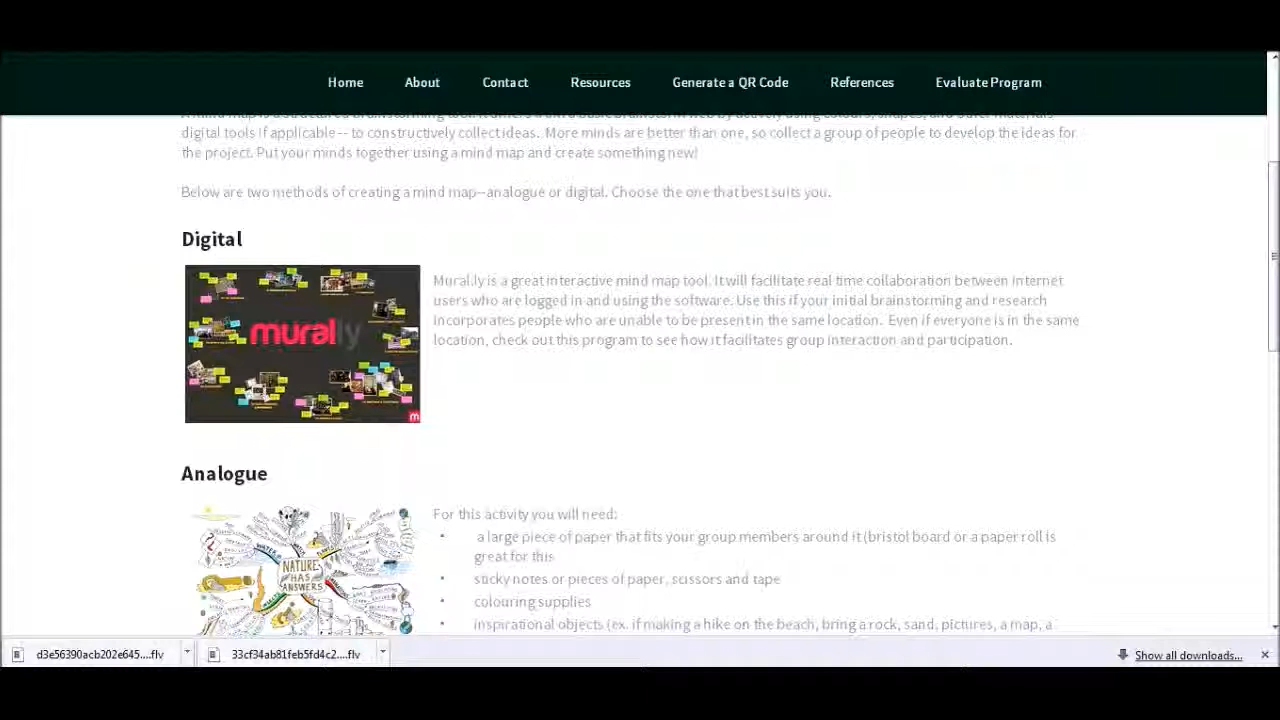 Home About Contact Resources Generate a QR Code References Evaluate Program
digital tools if applicable -- to constructively collect ideas. More minds are better than one, so collect a group of people to develop the ideas for
the project. Put your minds together using a mind map and create something new!
Below are two methods of creating a mind map--analogue or digital. Choose the one that best suits you.
Digital
murally
m
Mural.ly is a great interactive mind map tool. It will facilitate real time collaboration between internet
users who are logged in and using the software. Use this if your initial brainstorming and research
incorporates people who are unable to be present in the same location. Even if everyone is in the same
location, check out this program to see how it facilitates group interaction and participation.
Analogue
NATURE
HAS
ANSWERS
For this activity you will need:
• a large piece of paper that fits your group members around it (bristol board or a paper roll is
great for this
• sticky notes or pieces of paper, scissors and tape
• colouring supplies
• inspirational objects (ex. if making a hike on the beach, bring a rock, sand, pictures, a map, a
d3e56390acb202e645....flv 33cf34ab81feb5fd4c2....flv Show all downloads...